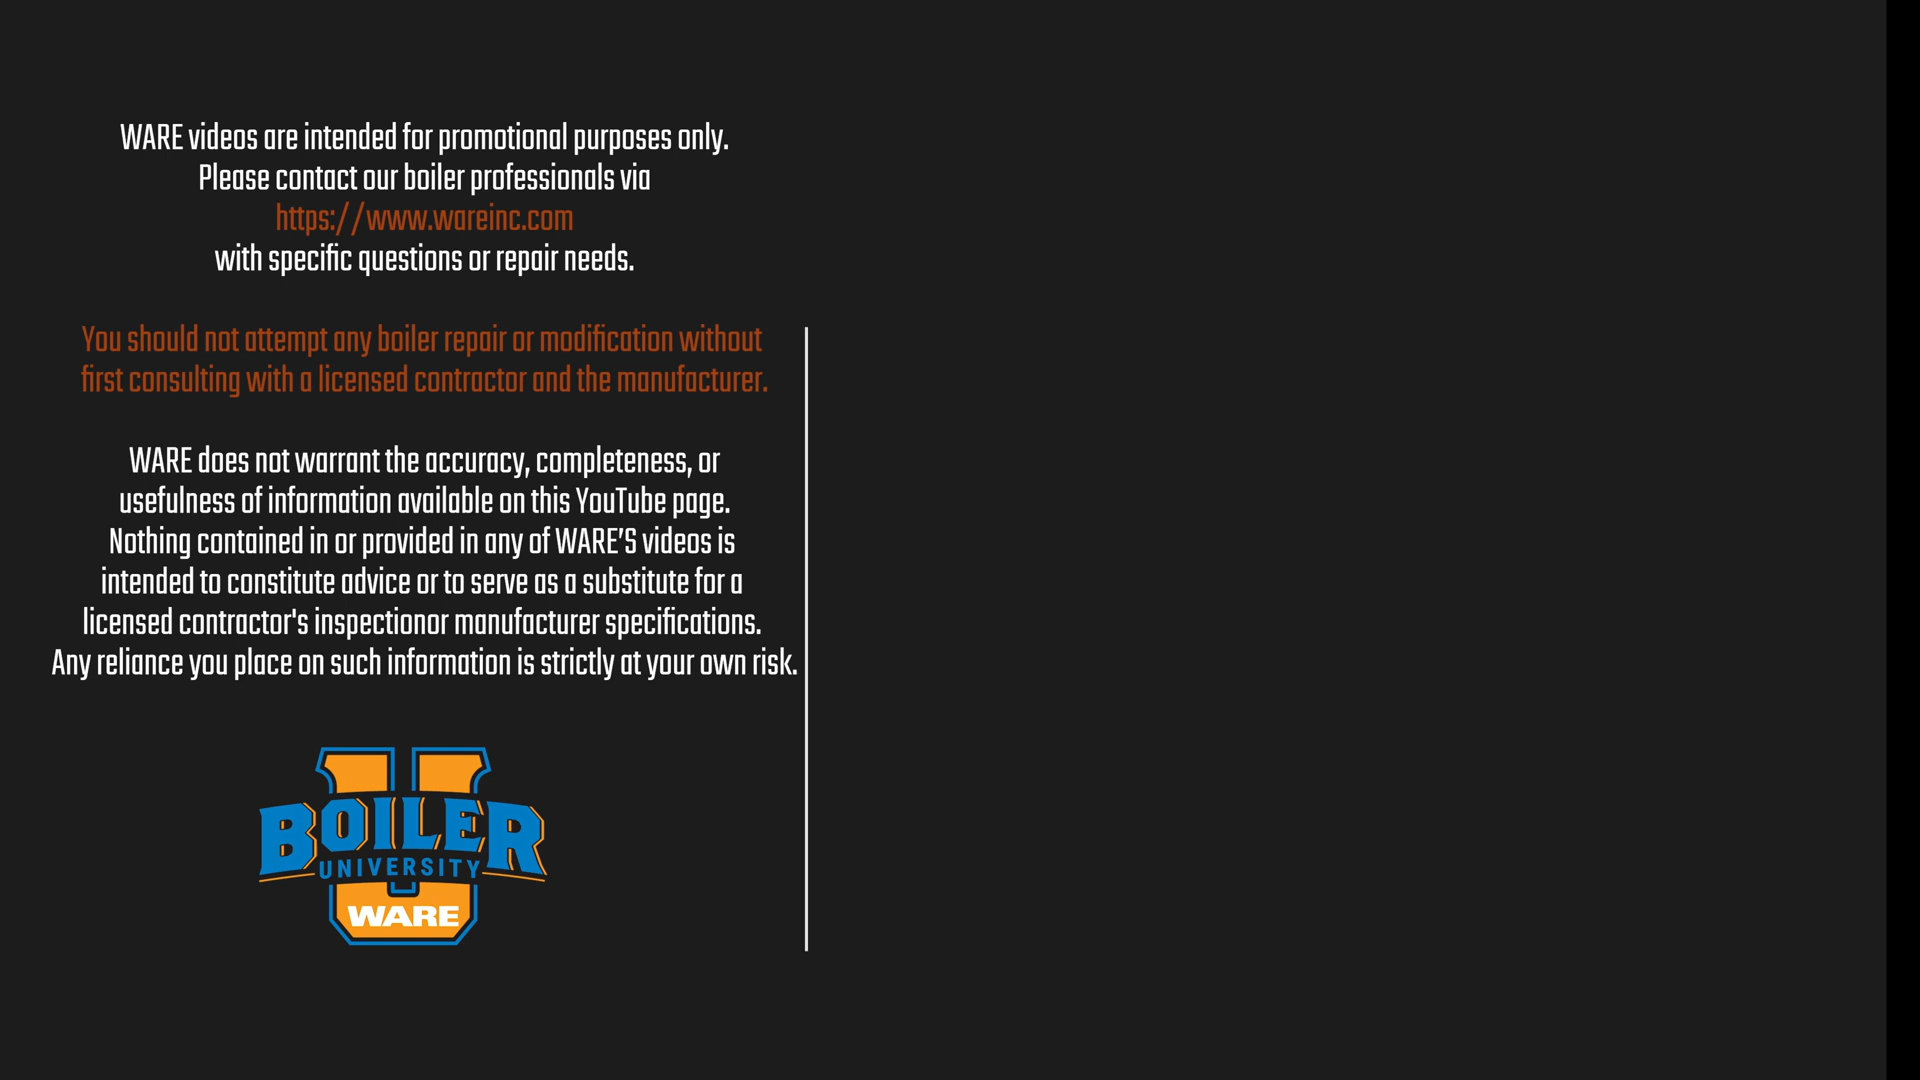 WARE videos are intended for promotional purposes only.
Please contact our boiler professionals via
https://www.wareinc.com
with specific questions or repair needs.
You should not attempt any boiler repair or modification without
first consulting with a licensed contractor and the manufacturer.
WARE does not warrant the accuracy, completeness, or
usefulness of information available on this YouTube page.
Nothing contained in or provided in any of WARE'S videos is
intended to constitute advice or to serve as a substitute for a
licensed contractor's inspectionor manufacturer specifications.
Any reliance you place on such information is strictly at your own risk.
U
BOILER
UNIVERSITY
WARE